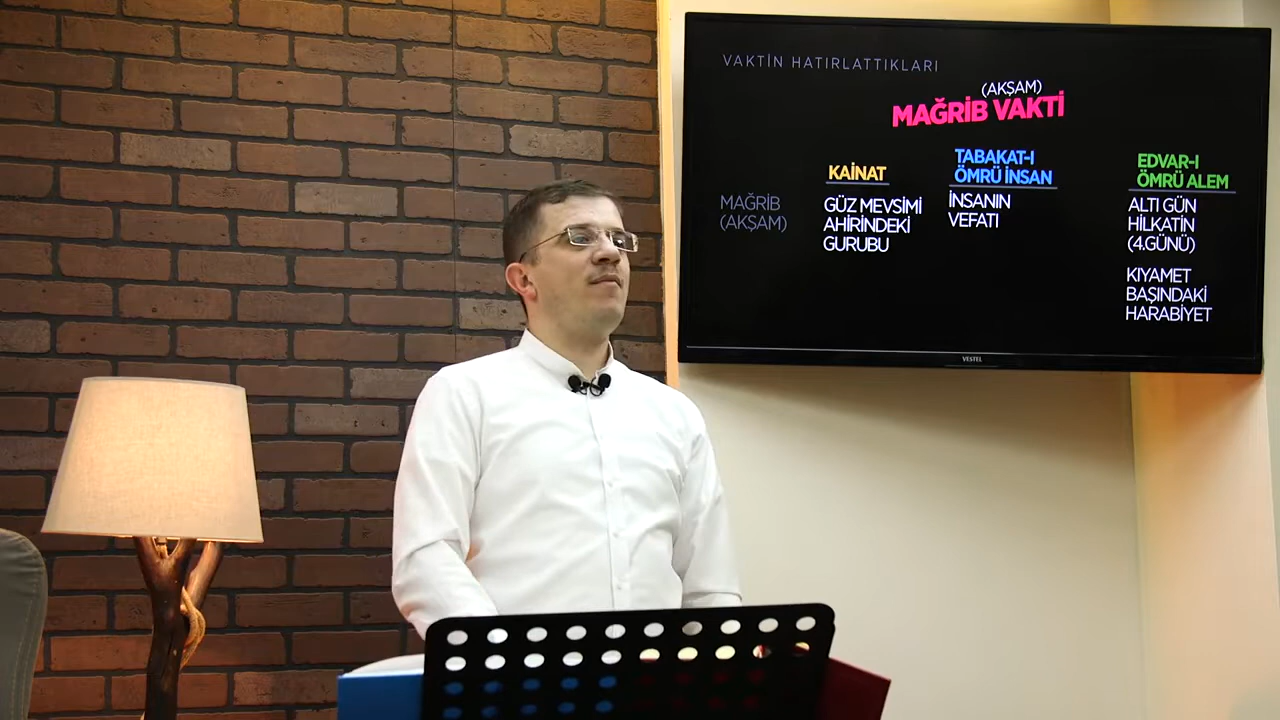 VAKTİN HATIRLATTIKLARI
(AKŞAM)
MAĞRİB VAKTİ
MAĞRİB
(AKŞAM)
KAİNAT
GÜZ MEVSİMİ
AHİRİNDEKİ
GURUBU
TABAKAT-I
ÖMRÜ İNSAN
İNSANIN
VEFATI
EDVAR-I
ÖMRÜ ALEM
ALTI GÜN
HİLKATİN
(4.GÜNÜ)
KIYAMET
BAŞINDAKİ
HARABİYET
VESTEL